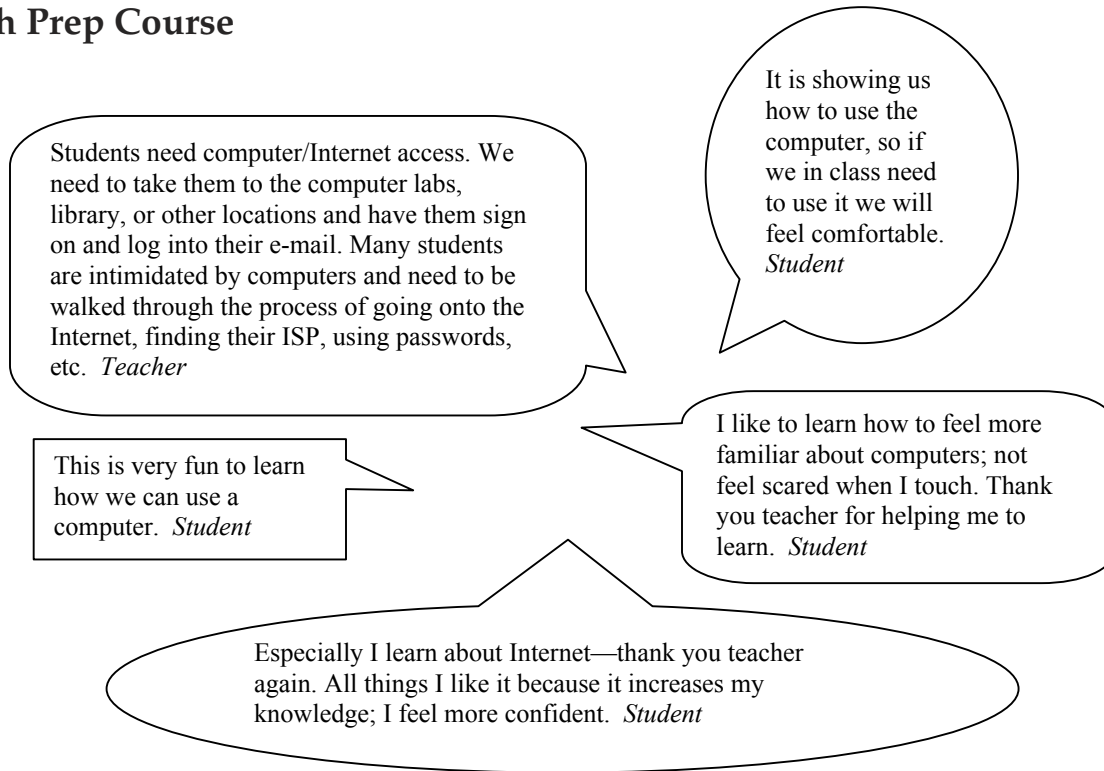 h Prep Course
Students need computer/Internet access. We
need to take them to the computer labs,
library, or other locations and have them sign
on and log into their e-mail. Many students
are intimidated by computers and need to be
walked through the process of going onto the
Internet, finding their ISP, using passwords,
etc. Teacher
It is showing us
how to use the
computer, so if
we in class need
to use it we will
feel comfortable.
Student
This is very fun to learn
how we can use a
computer. Student
I like to learn how to feel more
familiar about computers; not
feel scared when I touch. Thank
you teacher for helping me to
learn. Student
Especially I learn about Internet—thank you teacher
again. All things I like it because it increases my
knowledge; I feel more confident. Student